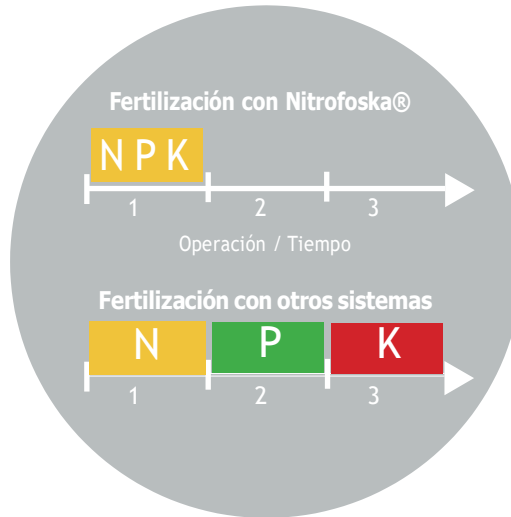 Fertilización con Nitrofoska®
N P K
1 2 3
Operación / Tiempo
Fertilización con otros sistemas
N P K
1 2 3